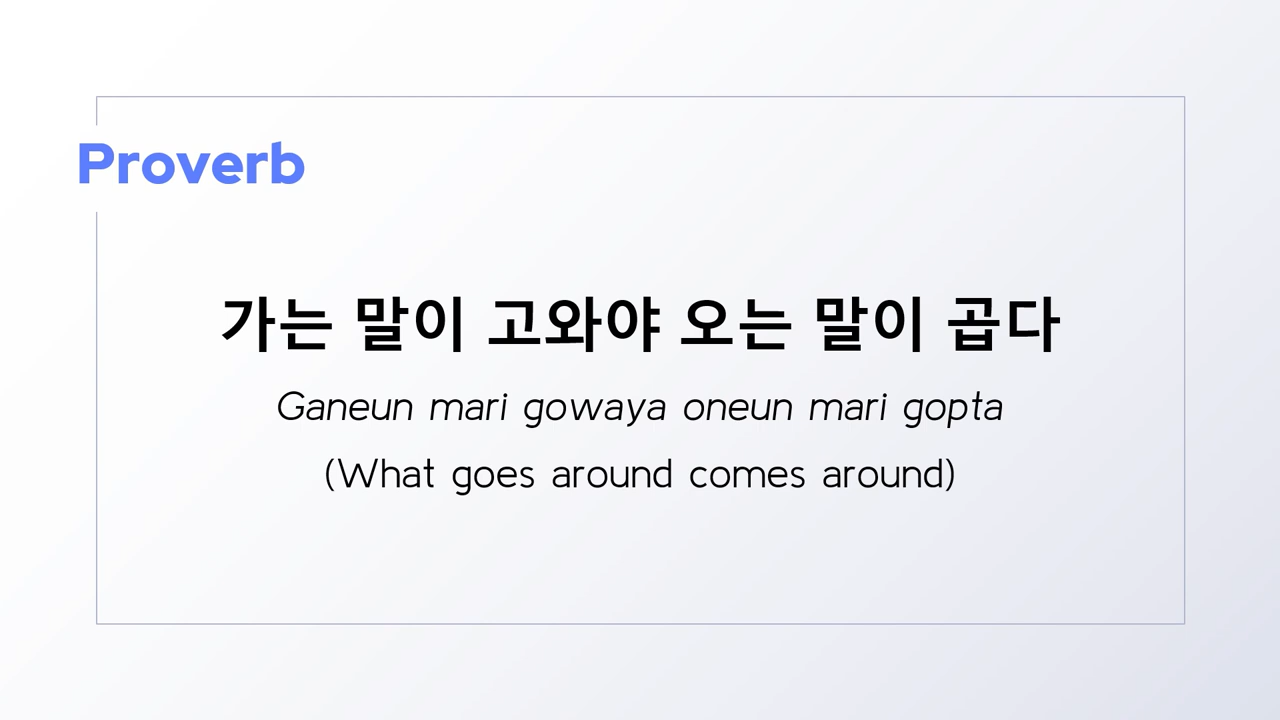 Proverb
가는 말이 고와야 오는 말이 곱다
Ganeun mari gowaya oneun mari gopta
(What goes around comes around)